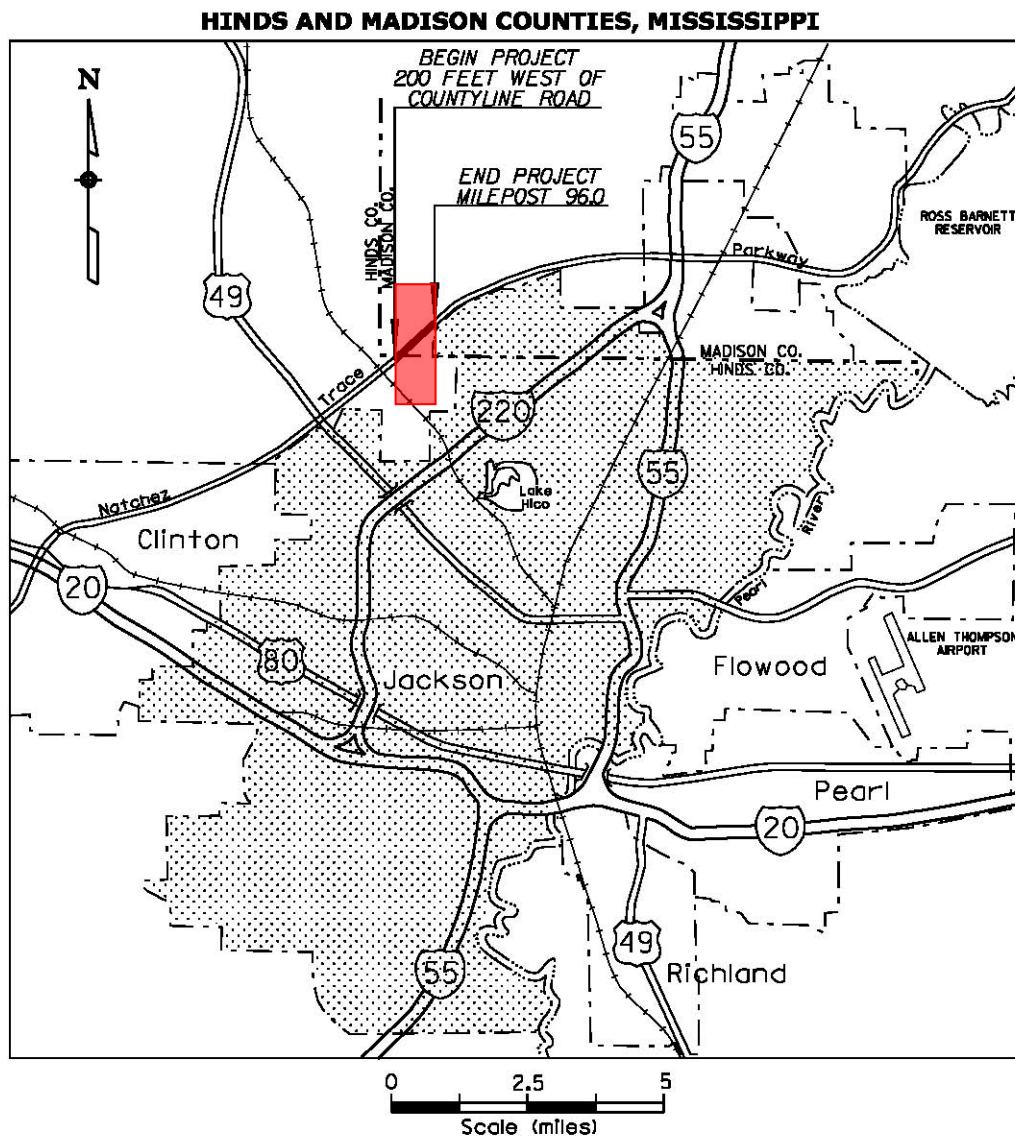 HINDS AND MADISON COUNTIES, MISSISSIPPI
BEGIN PROJECT
200 FEET WEST OF
COUNTYLINE ROAD
N
55
END PROJECT
MILEPOST 96.0
HINDS CO.
MADISON CO.
ROSS BARNETT
RESERVOIR
Parkway
49
MADISON CO.
HINDS CO.
Trace
220
55
Lake
Hico
Natchez
River
Clinton
20
Pearl
80
Jackson
Flowood
ALLEN THOMPSON
AIRPORT
Pearl
20
49
Richland
55
0
2.5
5
Scale (miles)